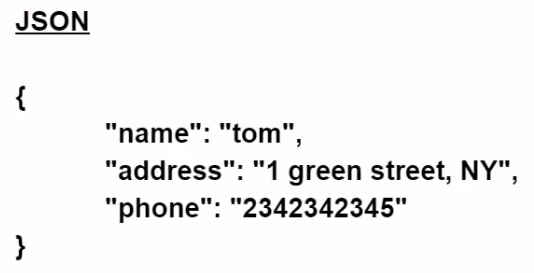 JSON
{
"name": "tom",
"address": "1 green street, NY",
"phone": "2342342345"
}